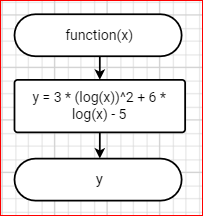 function(x)
y = 3 * (log(x))^2 + 6 *
log(x) - 5
y